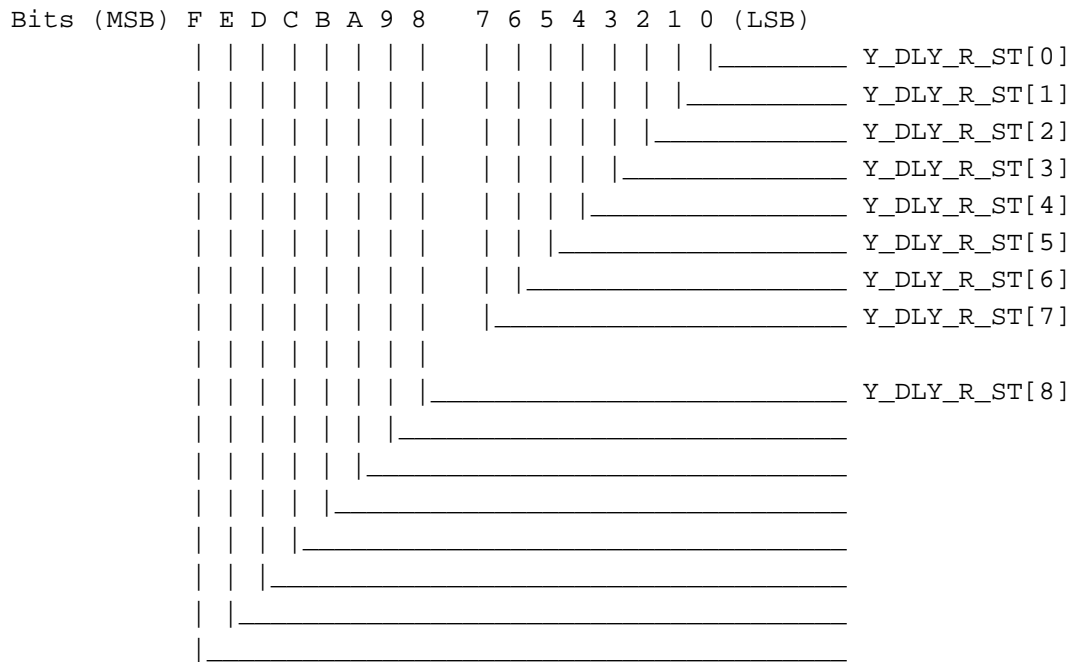 Bits (MSB) F E D C B A 9 8 7 6 5 4 3 2 1 0 (LSB)
Y_DLY_R_ST[0]
Y_DLY_R_ST[1]
Y_DLY_R_ST[2]
Y_DLY_R_ST[3]
Y_DLY_R_ST[4]
Y_DLY_R_ST[5]
Y_DLY_R_ST[6]
Y_DLY_R_ST[7]
Y_DLY_R_ST[8]